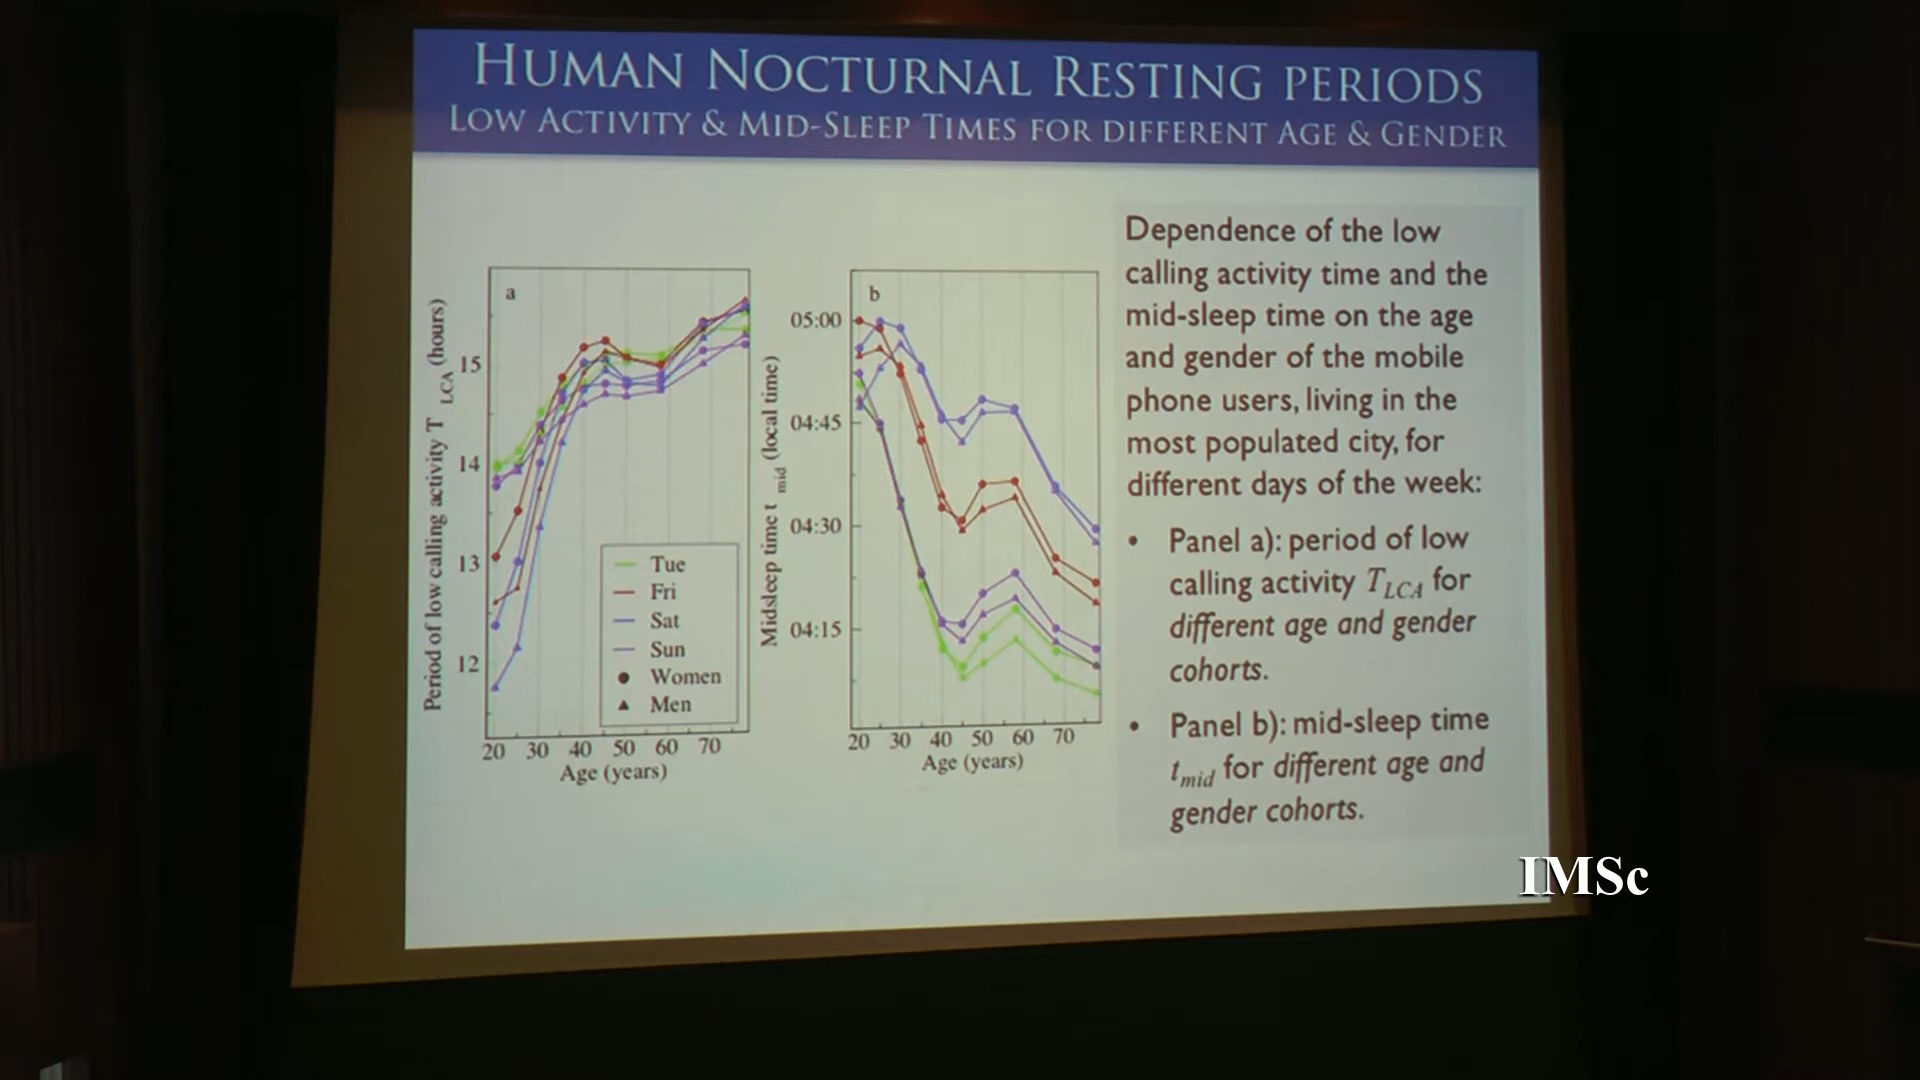 HUMAN NOCTURNAL RESTING PERIODS
LOW ACTIVITY & MID-SLEEP TIMES FOR DIFFERENT AGE & GENDER
a
Period of low calling activity T LCA (hours)
15
14
13
12
Tue
Fri
Sat
Sun
Women
Men
20 30 40 50 60 70
Age (years)
b
Midsleep time t mid (local time)
05:00
04:45
04:30
04:15
20 30 40 50 60 70
Age (years)
Dependence of the low
calling activity time and the
mid-sleep time on the age
and gender of the mobile
phone users, living in the
most populated city, for
different days of the week:
• Panel a): period of low
calling activity T LCA for
different age and gender
cohorts.
• Panel b): mid-sleep time
t mid for different age and
gender cohorts.
IMSc